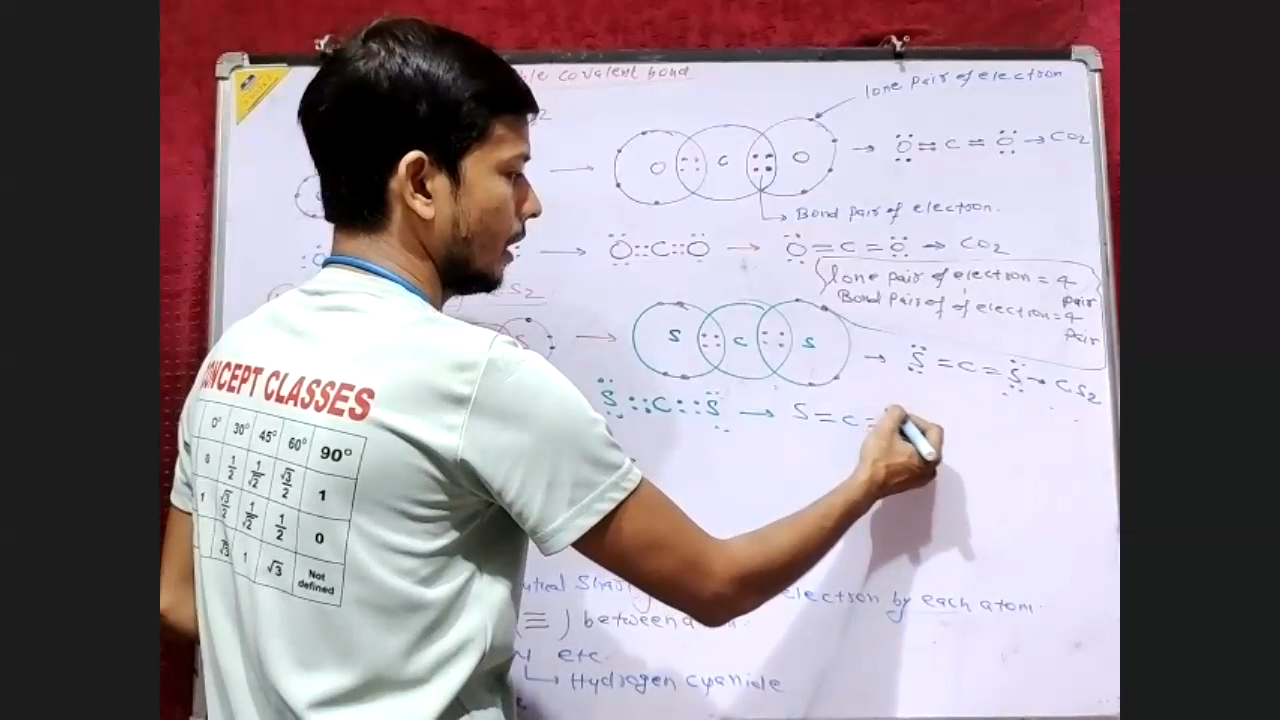 le covalent bond
lone pair of electron
O C O → :Ö = C = Ö: → CO2
Bond pair of electron.
→ :Ö::C::Ö: → Ö = C = Ö → CO2
lone pair of electron = 4
pair
Bond Pair of electron = 4
Pair
S2
S C S → S = C = S → CS2
S::C::S → S = C =
ONCEPT CLASSES
0° 30° 45° 60° 90°
0 1/2 1/√2 √3/2 1
1 √3/2 1/√2 1/2 0
1 √3 Not defined
electron by each atom.
(≡) between
etc.
Hydrogen cyanide